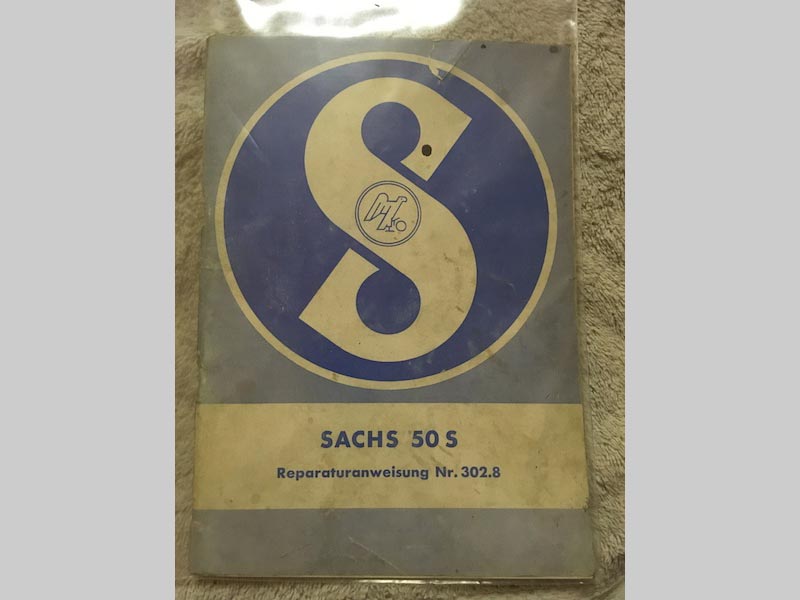 S
SACHS 50 S
Reparaturanweisung Nr. 302.8